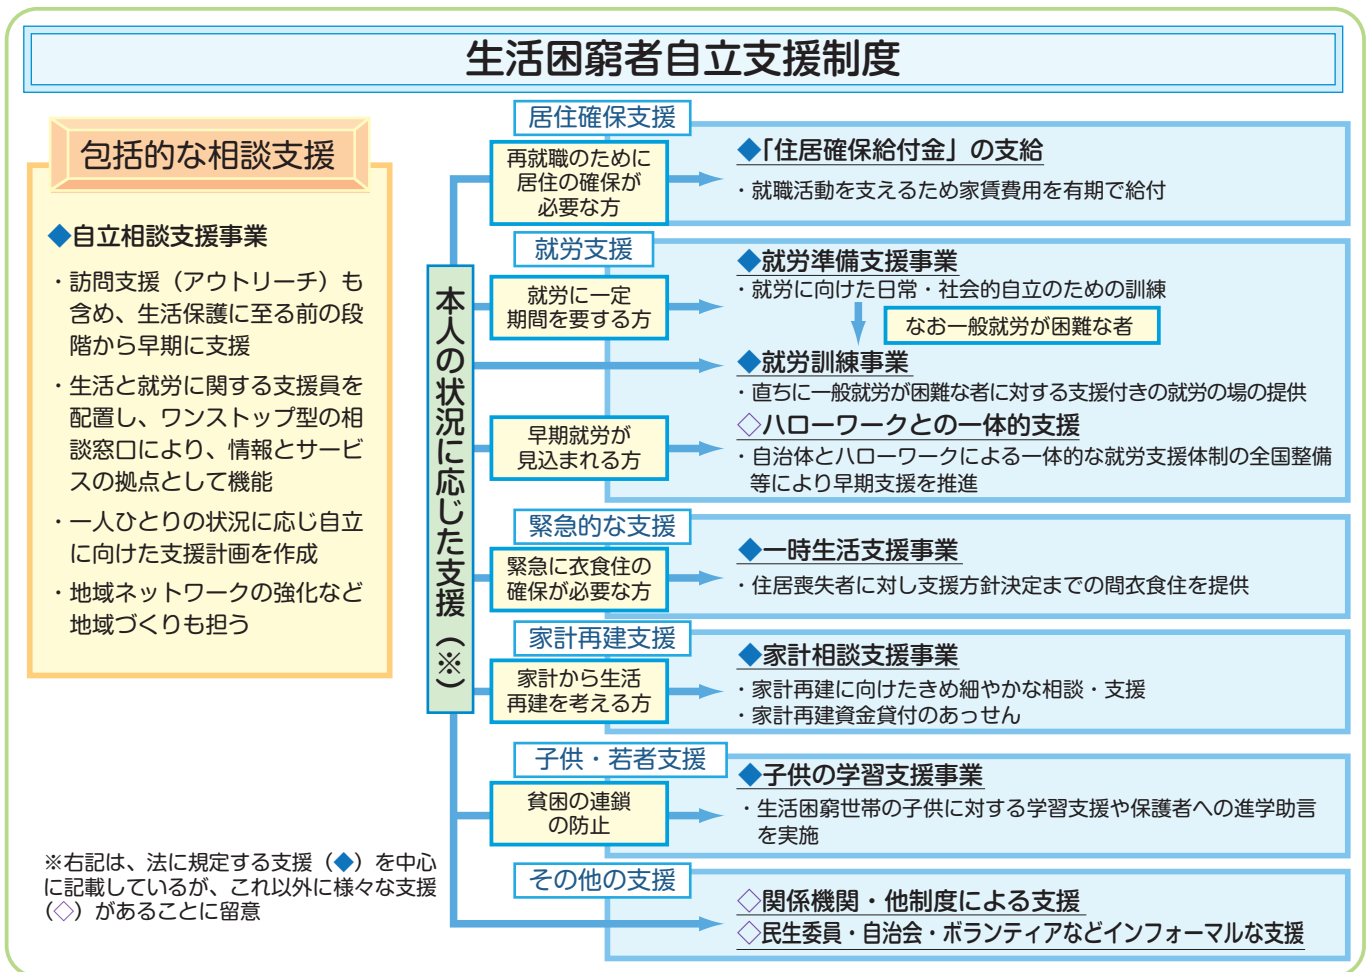 生活困窮者自立支援制度
包括的な相談支援
◆自立相談支援事業
・訪問支援（アウトリーチ）も
含め、生活保護に至る前の段
階から早期に支援
・生活と就労に関する支援員を
配置し、ワンストップ型の相
談窓口により、情報とサービ
スの拠点として機能
・一人ひとりの状況に応じ自立
に向けた支援計画を作成
・地域ネットワークの強化など
地域づくりも担う
※右記は、法に規定する支援（◆）を中心
に記載しているが、これ以外に様々な支援
（◇）があることに留意
本人の状況に応じた支援（※）
居住確保支援
再就職のために
居住の確保が
必要な方
◆「住居確保給付金」の支給
・就職活動を支えるため家賃費用を有期で給付
就労支援
就労に一定
期間を要する方
◆就労準備支援事業
・就労に向けた日常・社会的自立のための訓練
なお一般就労が困難な者
◆就労訓練事業
・直ちに一般就労が困難な者に対する支援付きの就労の場の提供
早期就労が
見込まれる方
◇ハローワークとの一体的支援
・自治体とハローワークによる一体的な就労支援体制の全国整備
等により早期支援を推進
緊急的な支援
緊急に衣食住の
確保が必要な方
◆一時生活支援事業
・住居喪失者に対し支援方針決定までの間衣食住を提供
家計再建支援
家計から生活
再建を考える方
◆家計相談支援事業
・家計再建に向けたきめ細やかな相談・支援
・家計再建資金貸付のあっせん
子供・若者支援
貧困の連鎖
の防止
◆子供の学習支援事業
・生活困窮世帯の子供に対する学習支援や保護者への進学助言
を実施
その他の支援
◇関係機関・他制度による支援
◇民生委員・自治会・ボランティアなどインフォーマルな支援